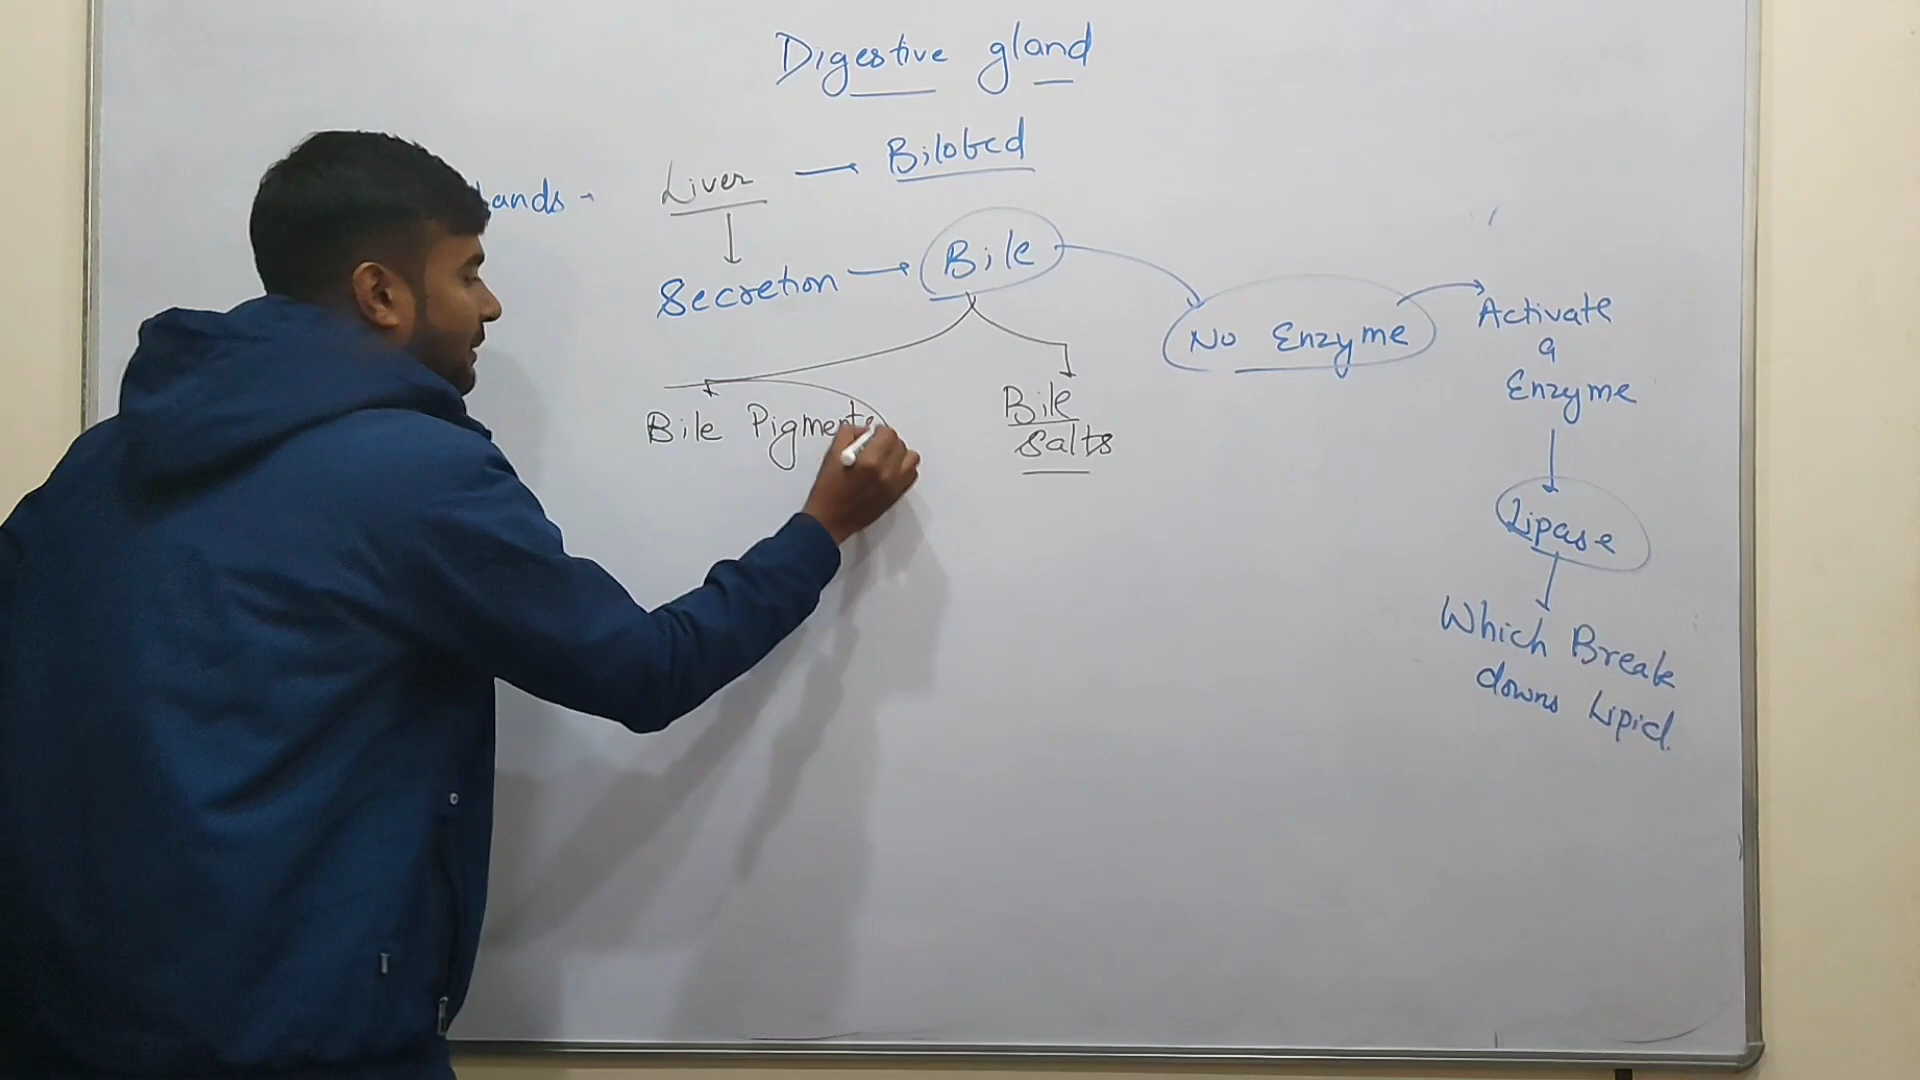 Digestive gland
lands - Liver → Bilobed
Secretion → Bile
No Enzyme
Activate
a
Enzyme
Bile Pigments
Bile
Salts
Lipase
Which Break
downs Lipid.